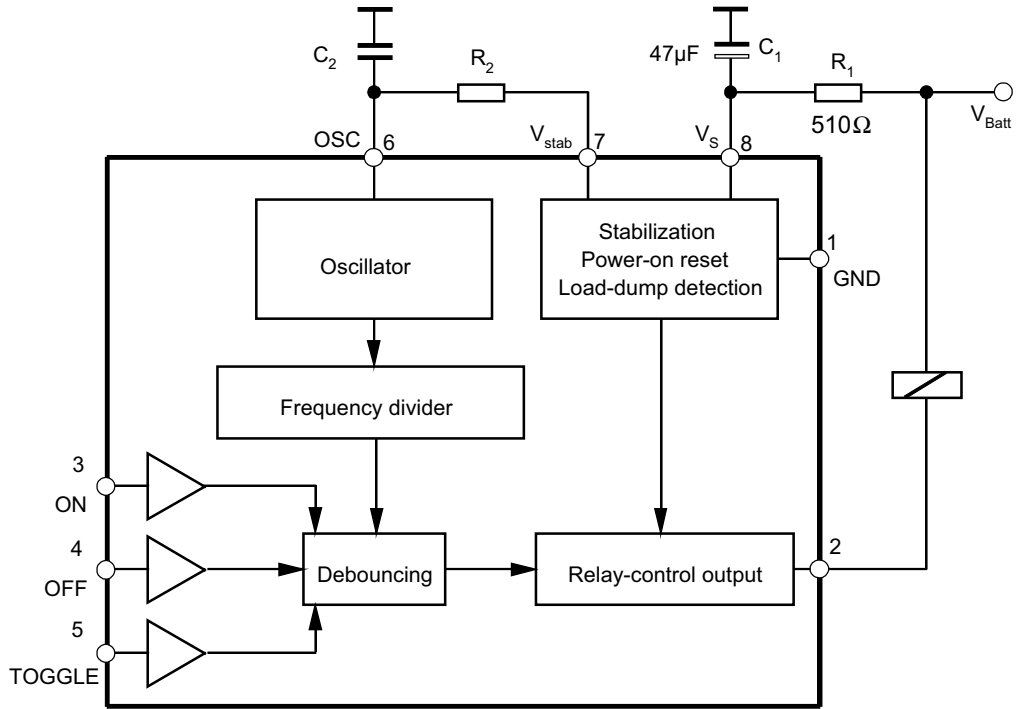 C2
R2
47µF
C1
R1
510Ω
VBatt
OSC
6
Vstab
7
VS
8
Oscillator
Stabilization
Power-on reset
Load-dump detection
1
GND
Frequency divider
3
ON
4
OFF
5
TOGGLE
Debouncing
Relay-control output
2